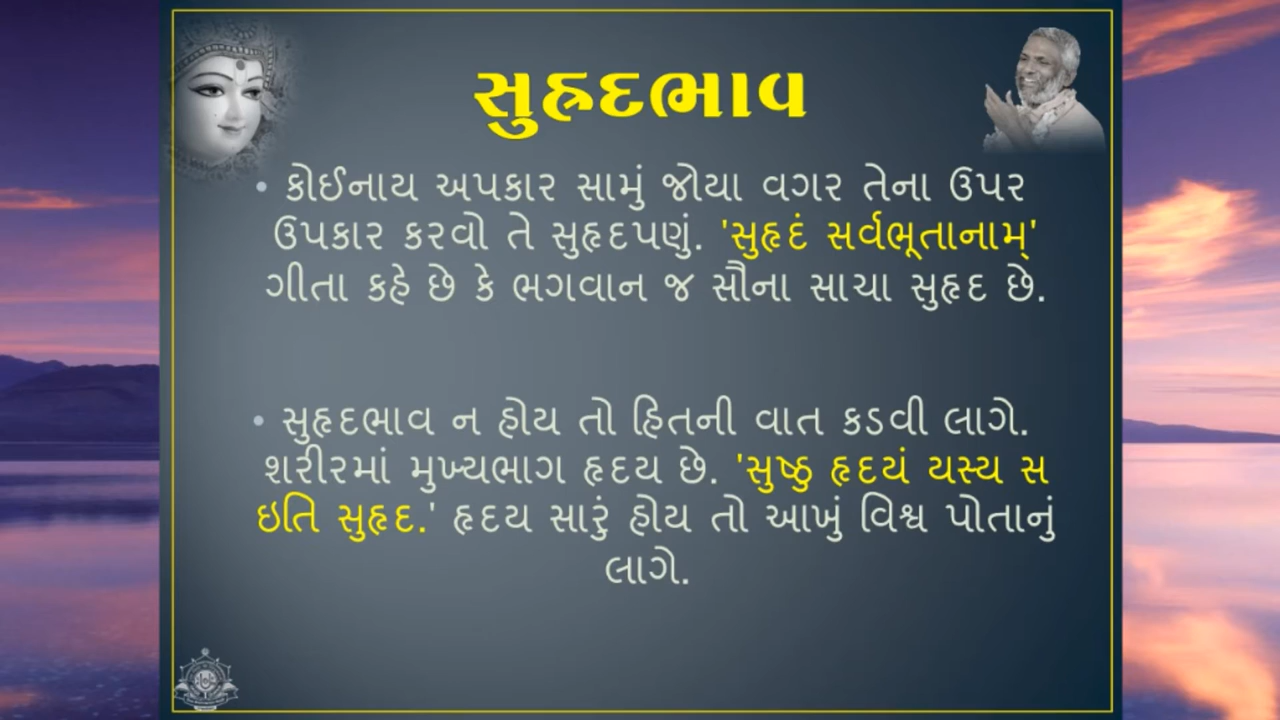 સુહ્રદભાવ
• કોઈનાય અપકાર સામું જોયા વગર તેના ઉપર
ઉપકાર કરવો તે સુહૃદપણું. 'સુહૃદં સર્વભૂતાનામ્'
ગીતા કહે છે કે ભગવાન જ સૌના સાચા સુહૃદ છે.
• સુહૃદભાવ ન હોય તો હિતની વાત કડવી લાગે.
શરીરમાં મુખ્યભાગ હૃદય છે. 'સુષ્ઠુ હૃદયં યસ્ય સ
ઇતિ સુહૃદ.' હૃદય સારું હોય તો આખું વિશ્વ પોતાનું
લાગે.